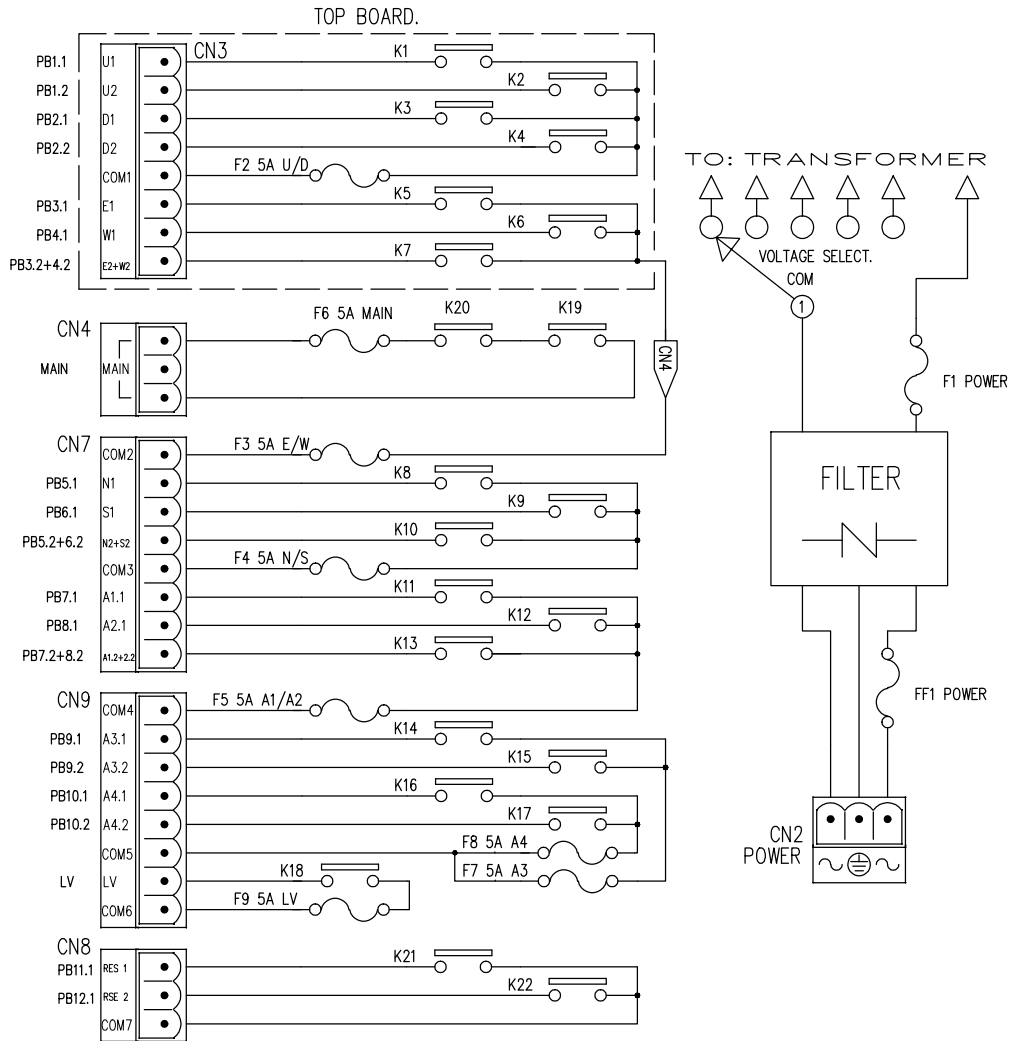 TOP BOARD.
CN3
PB1.1 U1 K1
PB1.2 U2 K2
PB2.1 D1 K3
PB2.2 D2 K4
COM1 F2 5A U/D
PB3.1 E1 K5
PB4.1 W1 K6
PB3.2+4.2 E2+W2 K7
CN4
F6 5A MAIN K20 K19
MAIN MAIN
CN4
CN7
COM2 F3 5A E/W
PB5.1 N1 K8
PB6.1 S1 K9
PB5.2+6.2 N2+S2 K10
COM3 F4 5A N/S
PB7.1 A1.1 K11
PB8.1 A2.1 K12
PB7.2+8.2 A1.2+2.2 K13
CN9
COM4 F5 5A A1/A2
PB9.1 A3.1 K14
PB9.2 A3.2 K15
PB10.1 A4.1 K16
PB10.2 A4.2 K17
COM5 F8 5A A4
F7 5A A3
LV LV K18
COM6 F9 5A LV
CN8
PB11.1 RES 1 K21
PB12.1 RSE 2 K22
COM7
TO: TRANSFORMER
VOLTAGE SELECT.
COM
1
F1 POWER
FILTER
FF1 POWER
CN2
POWER